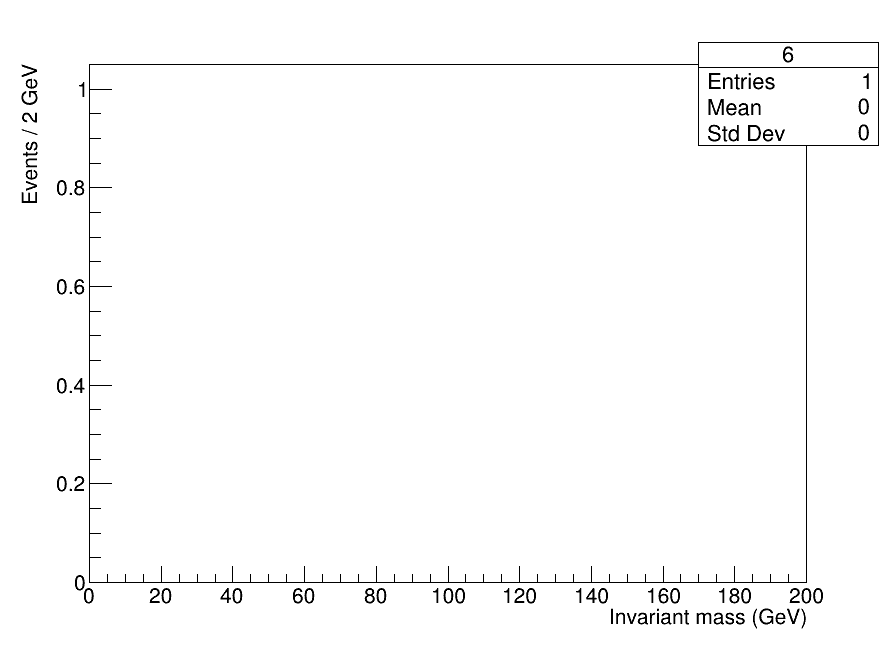 6
Entries 1
Mean 0
Std Dev 0
Events / 2 GeV
1
0.8
0.6
0.4
0.2
0
0 20 40 60 80 100 120 140 160 180 200
Invariant mass (GeV)